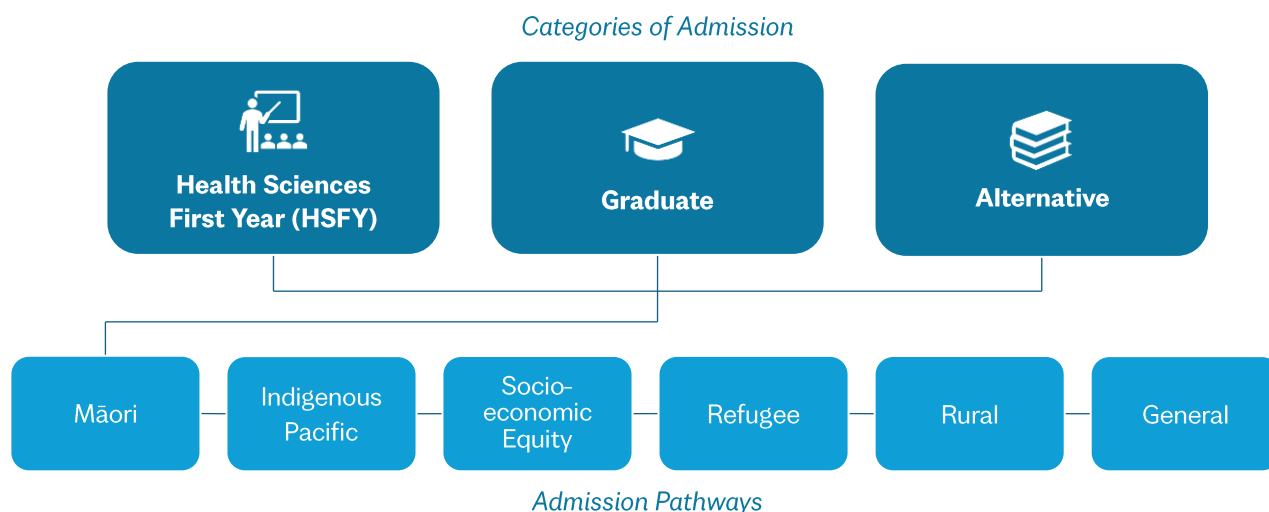 Categories of Admission
Health Sciences
First Year (HSFY)
Graduate
Alternative
Māori
Indigenous
Pacific
Socio-
economic
Equity
Refugee
Rural
General
Admission Pathways